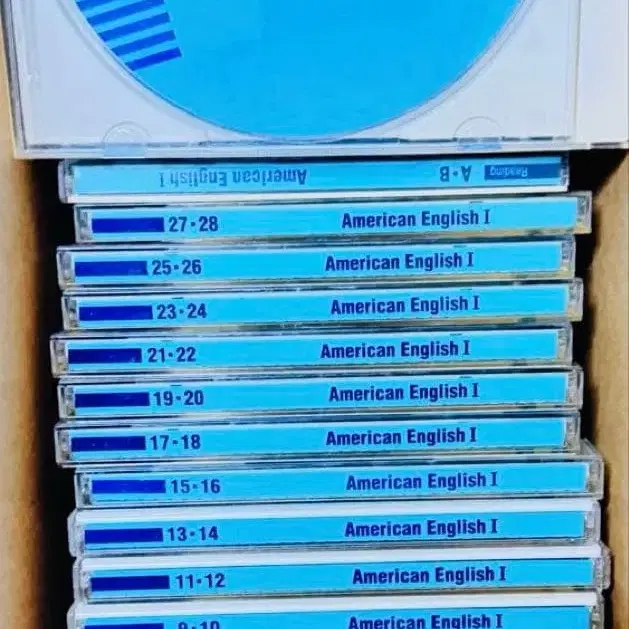 Reading A·B American English I
27·28 American English I
25·26 American English I
23·24 American English I
21·22 American English I
19·20 American English I
17·18 American English I
15·16 American English I
13·14 American English I
11·12 American English I
9·10 American English I